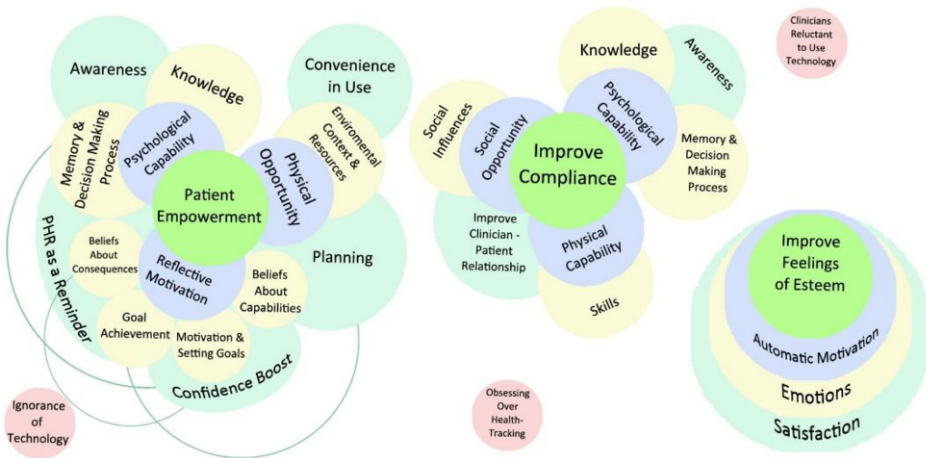 Awareness
Knowledge
Convenience
in Use
Memory &
Decision Making
Process
Psychological
Capability
Physical
Opportunity
Enviromental
Context &
Resources
Patient
Empowerment
PHR as a Reminder
Beliefs
About
Consequences
Reflective
Motivation
Beliefs
About
Capabilities
Planning
Goal
Achievement
Motivation &
Setting Goals
Confidence Boost
Ignorance
of
Technology
Knowledge
Awareness
Social
Influences
Social
Opportunity
Psychological
Capability
Improve
Compliance
Memory &
Decision
Making
Process
Improve
Clinician -
Patient
Relationship
Physical
Capability
Skills
Obsessing
Over
Health-
Tracking
Clinicians
Reluctant
to Use
Technology
Improve
Feelings
of Esteem
Automatic Motivation
Emotions
Satisfaction